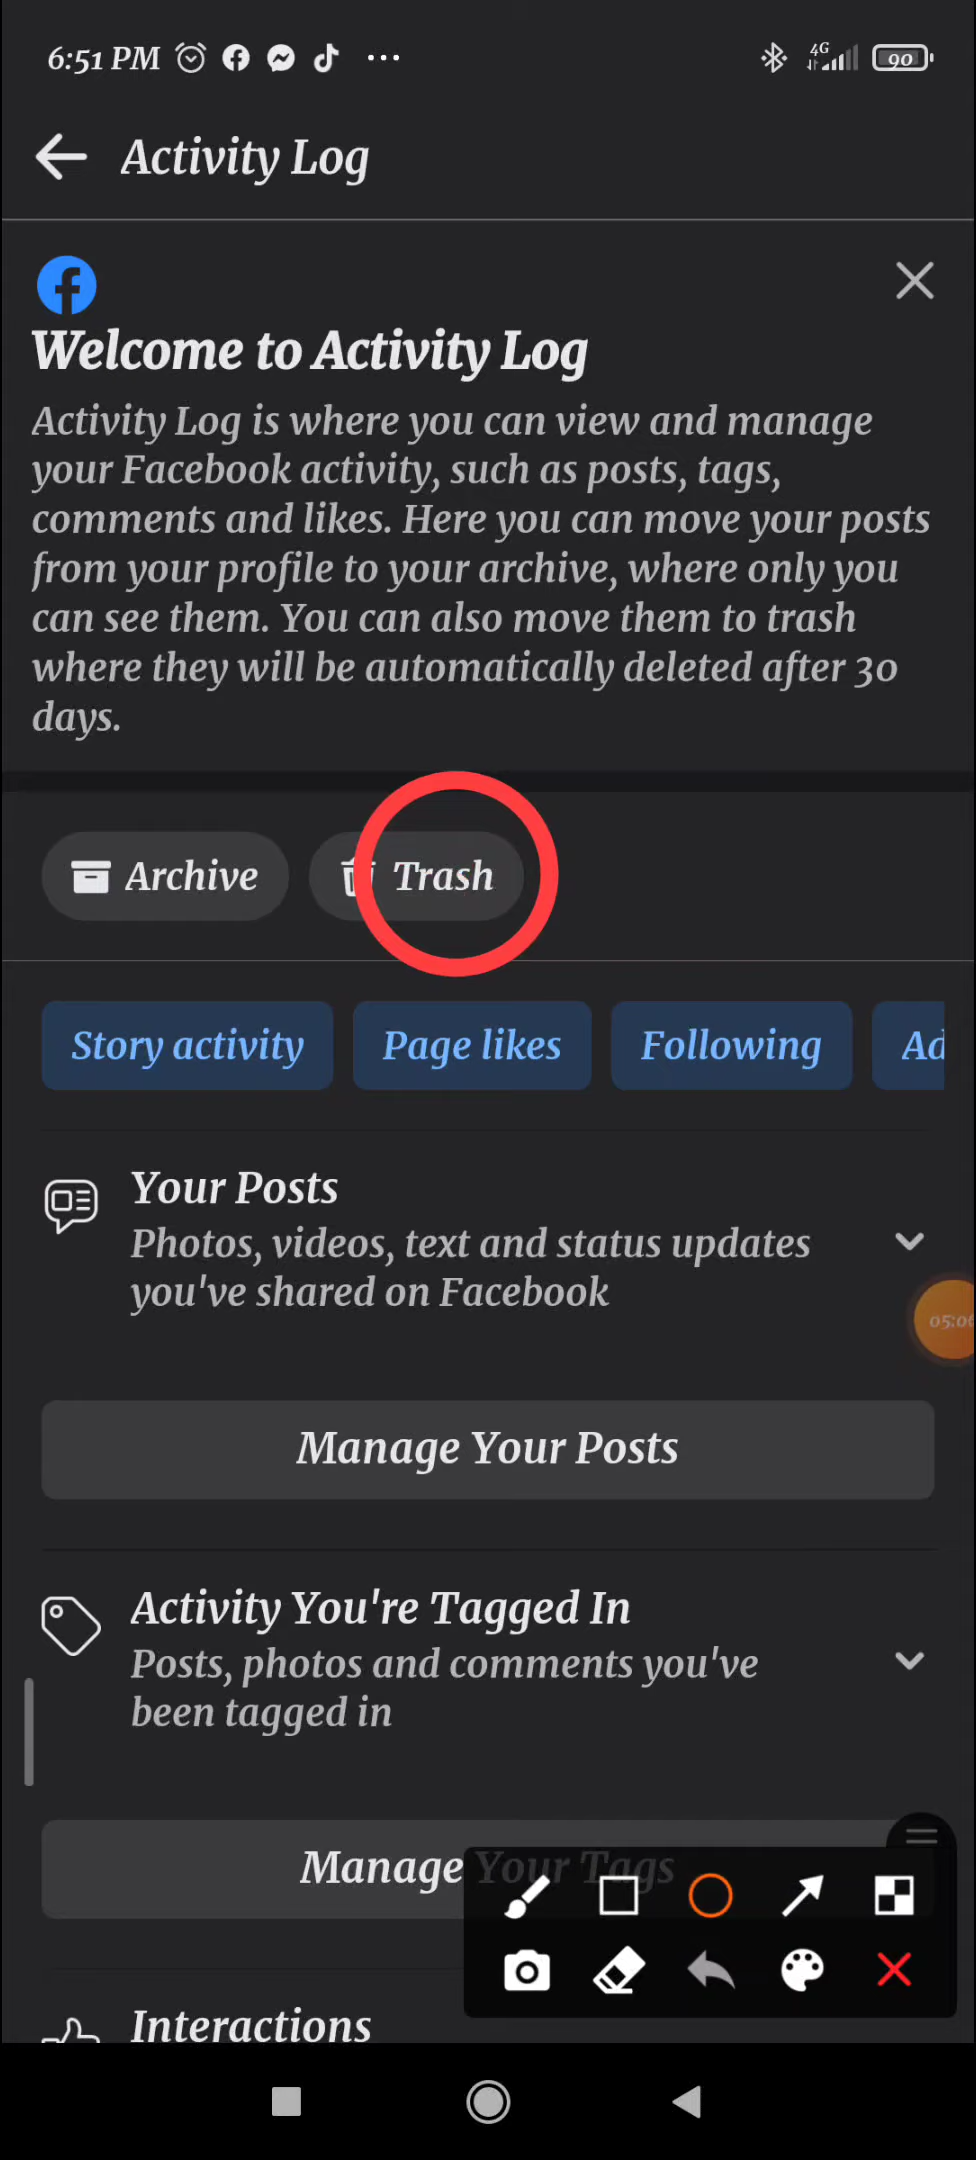 6:51 PM
4G
90
Activity Log
Welcome to Activity Log
Activity Log is where you can view and manage
your Facebook activity, such as posts, tags,
comments and likes. Here you can move your posts
from your profile to your archive, where only you
can see them. You can also move them to trash
where they will be automatically deleted after 30
days.
Archive
Trash
Story activity
Page likes
Following
Ad
Your Posts
Photos, videos, text and status updates
you've shared on Facebook
05:06
Manage Your Posts
Activity You're Tagged In
Posts, photos and comments you've
been tagged in
Manage Your Tags
Interactions